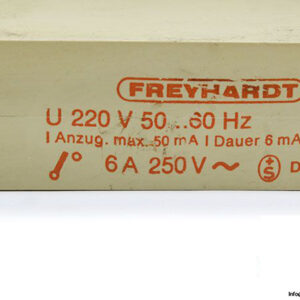 FREYHARDT
U 220 V 50 .. 60 Hz
I Anzug. max. 50 mA I Dauer 6 mA
6 A 250 V ~ S D